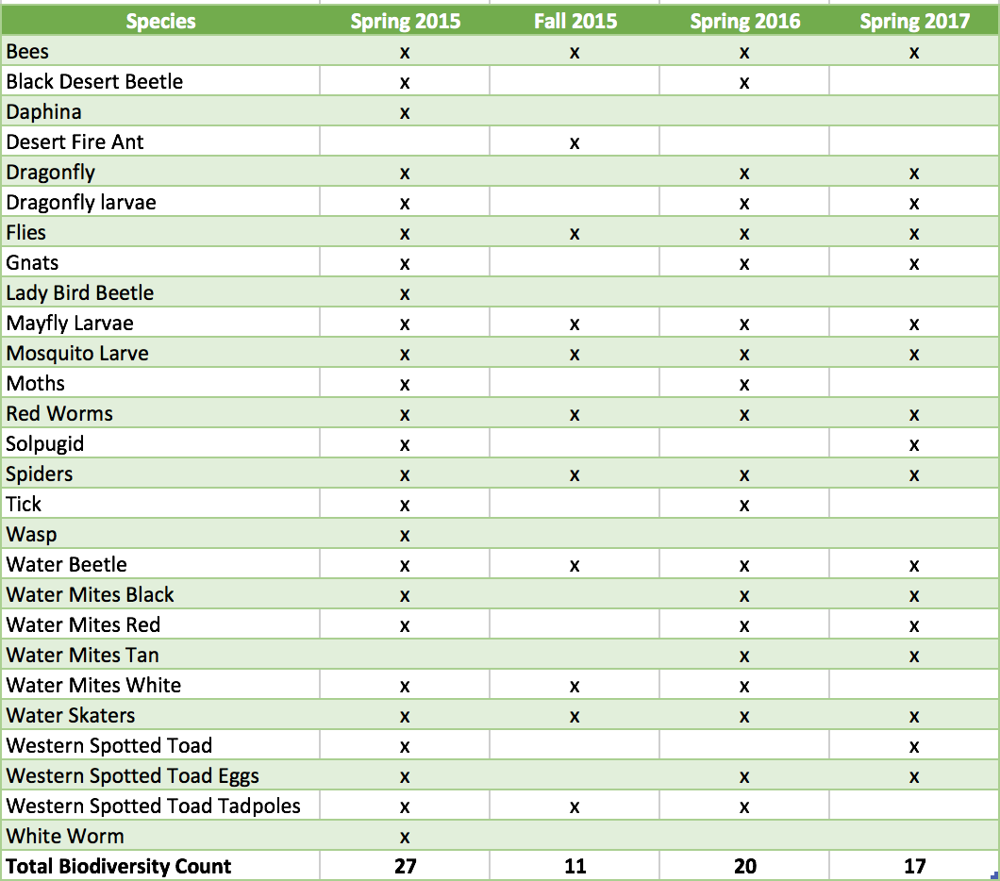 Species Spring 2015 Fall 2015 Spring 2016 Spring 2017
Bees x x x x
Black Desert Beetle x x
Daphina x
Desert Fire Ant x
Dragonfly x x x
Dragonfly larvae x x x
Flies x x x x
Gnats x x x
Lady Bird Beetle x
Mayfly Larvae x x x x
Mosquito Larve x x x x
Moths x x
Red Worms x x x x
Solpugid x x
Spiders x x x x
Tick x x
Wasp x
Water Beetle x x x x
Water Mites Black x x x
Water Mites Red x x x
Water Mites Tan x x
Water Mites White x x x
Water Skaters x x x x
Western Spotted Toad x x
Western Spotted Toad Eggs x x x
Western Spotted Toad Tadpoles x x x
White Worm x
Total Biodiversity Count 27 11 20 17